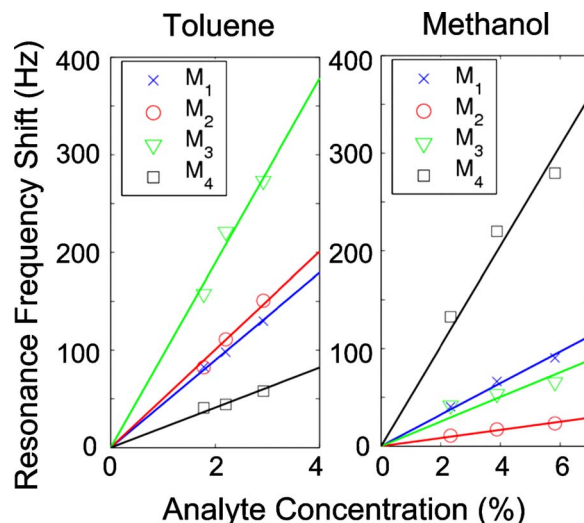 Toluene
Methanol
Resonance Frequency Shift (Hz)
400
300
200
100
0
M1
M2
M3
M4
0
2
4
400
300
200
100
0
M1
M2
M3
M4
0
2
4
6
Analyte Concentration (%)